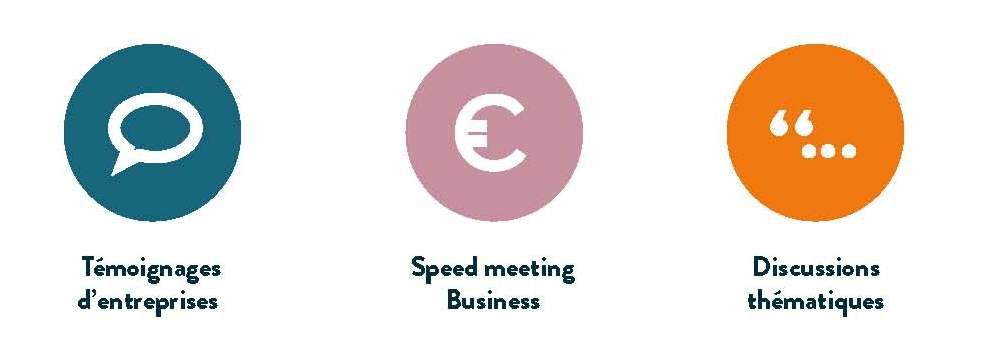 Témoignages
d’entreprises
Speed meeting
Business
Discussions
thématiques